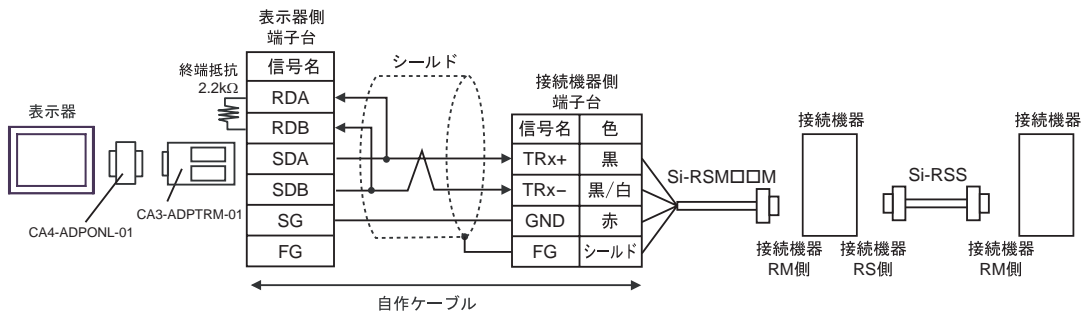 表示器
CA4-ADPONL-01
CA3-ADPTRM-01
終端抵抗
2.2kΩ
表示器側
端子台
信号名
RDA
RDB
SDA
SDB
SG
FG
シールド
自作ケーブル
接続機器側
端子台
信号名 色
TRx+ 黒
TRx− 黒/白
GND 赤
FG シールド
Si-RSM□□M
接続機器
接続機器
RM側
接続機器
RS側
Si-RSS
接続機器
接続機器
RM側